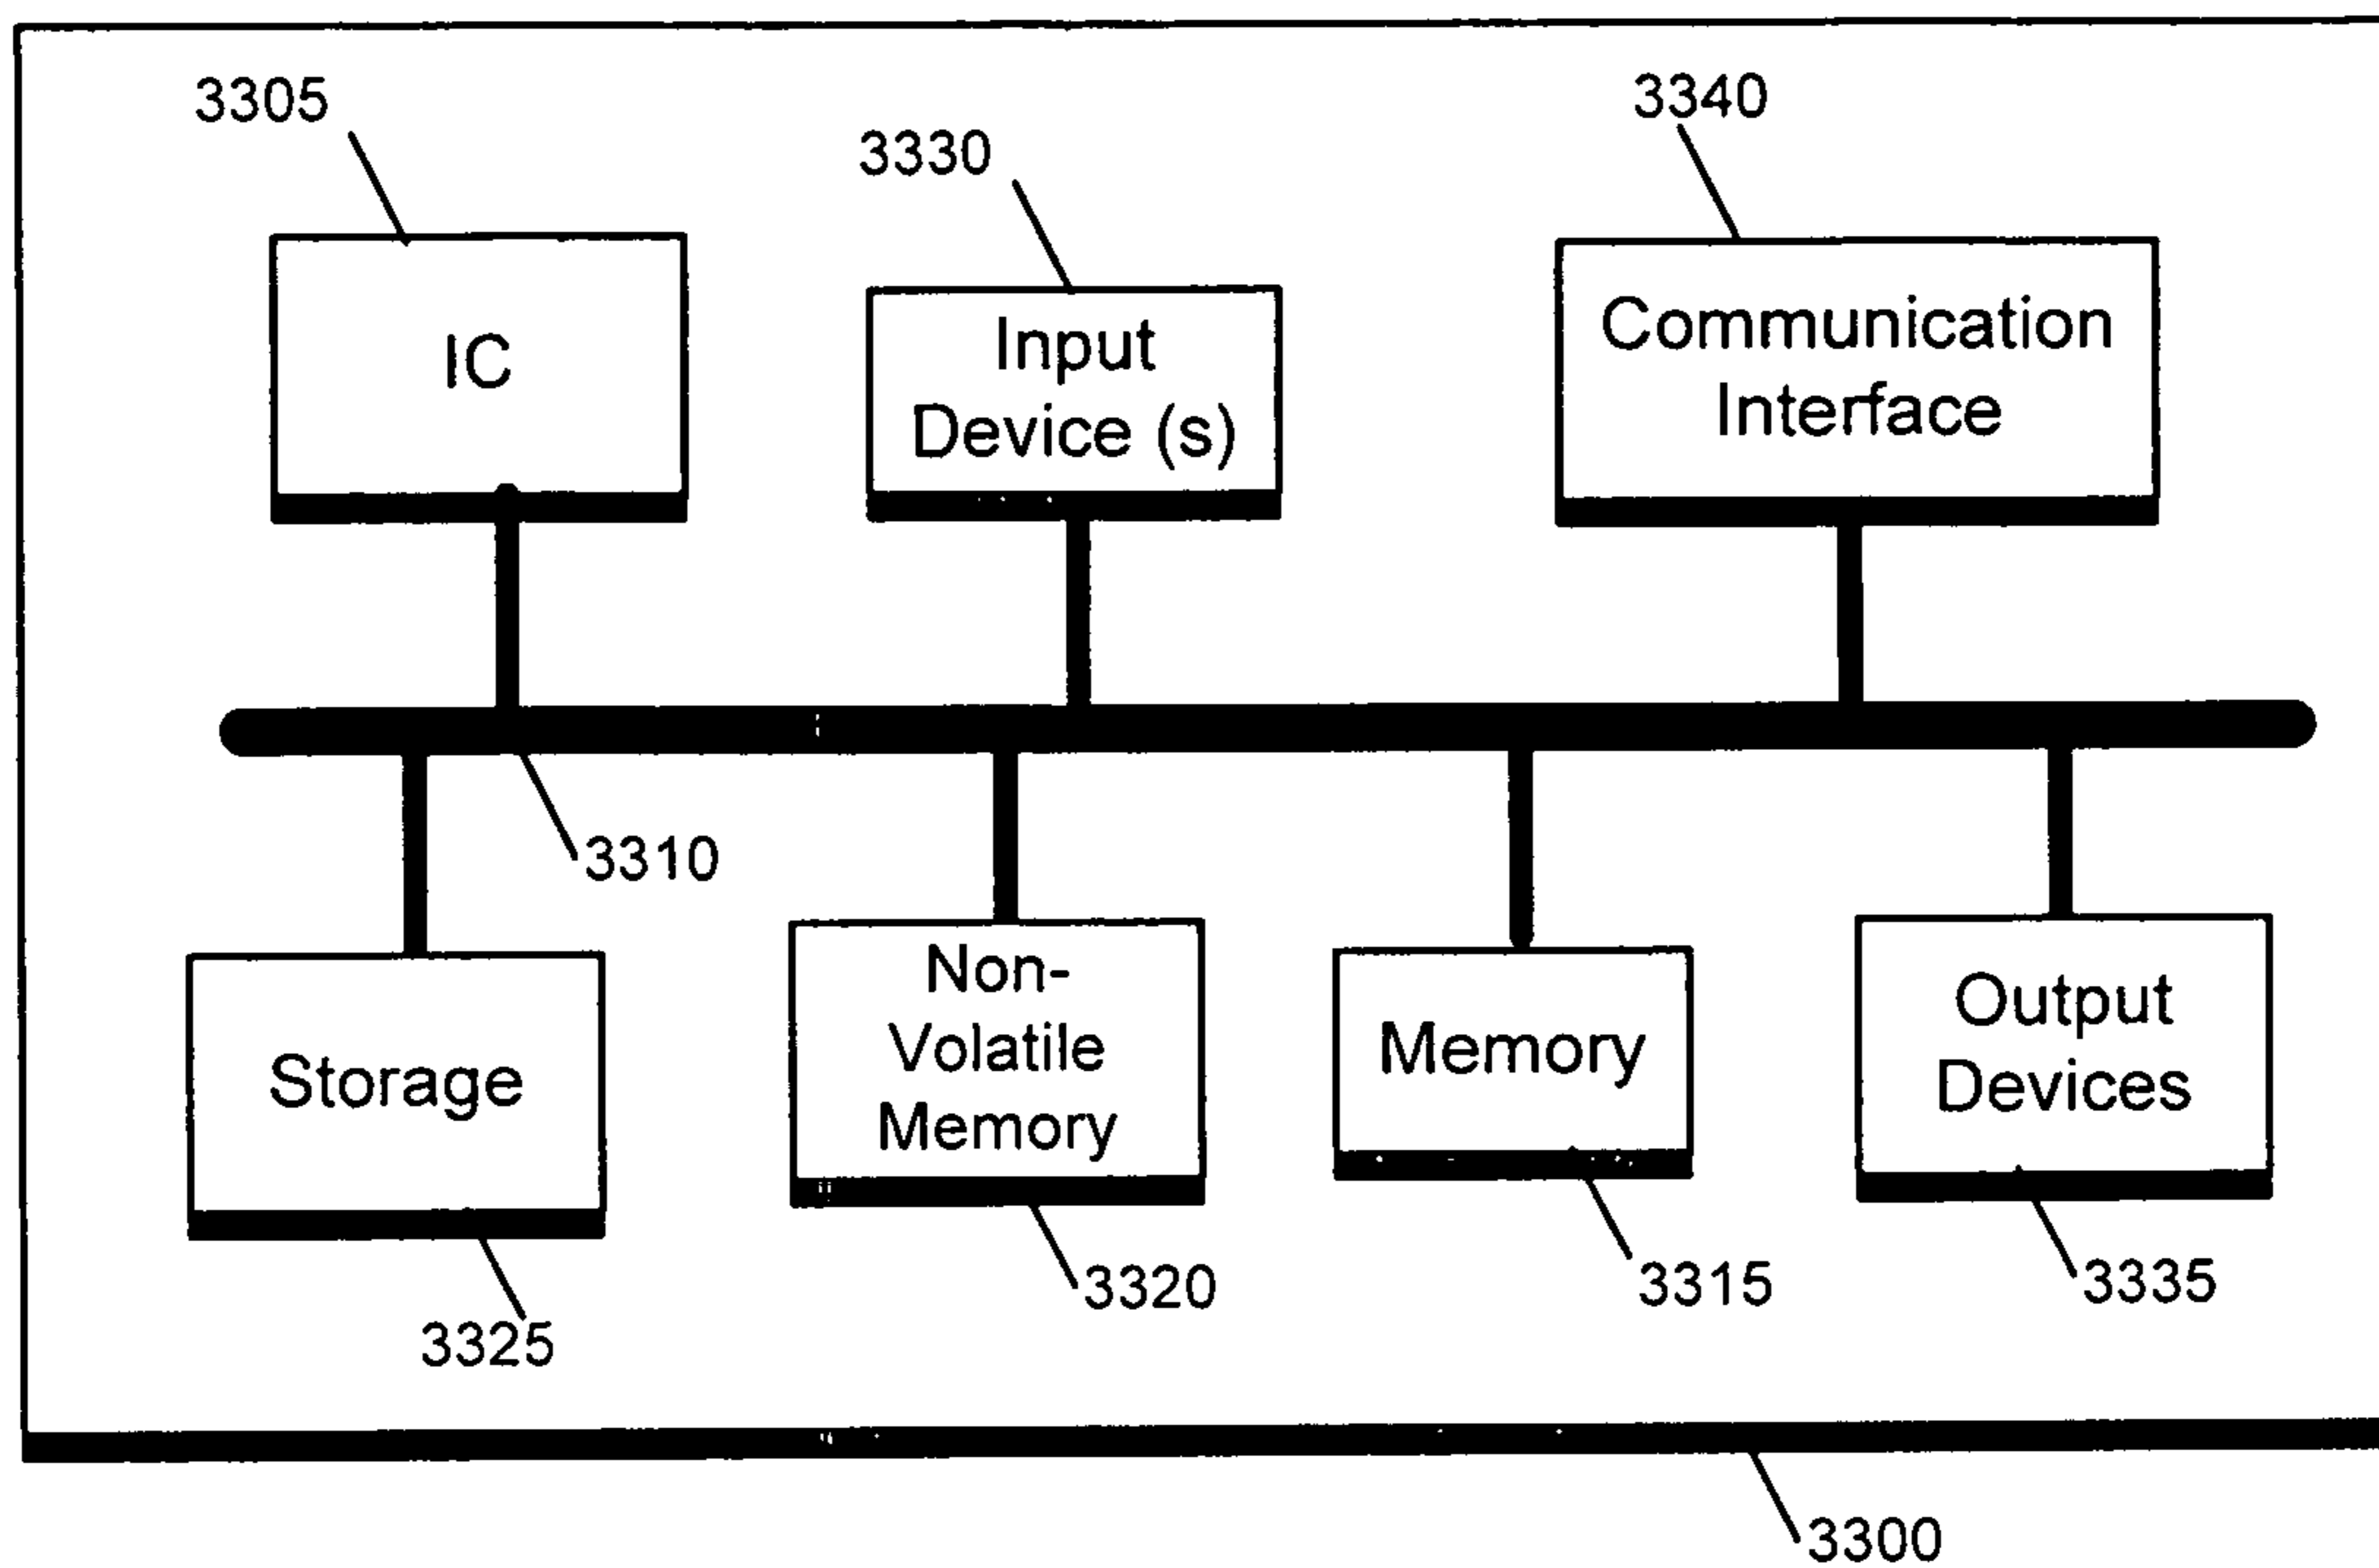 3305
3330
3340
IC
Input
Device (s)
Communication
Interface
3310
Storage
Non-
Volatile
Memory
Memory
Output
Devices
3325
3320
3315
3335
3300